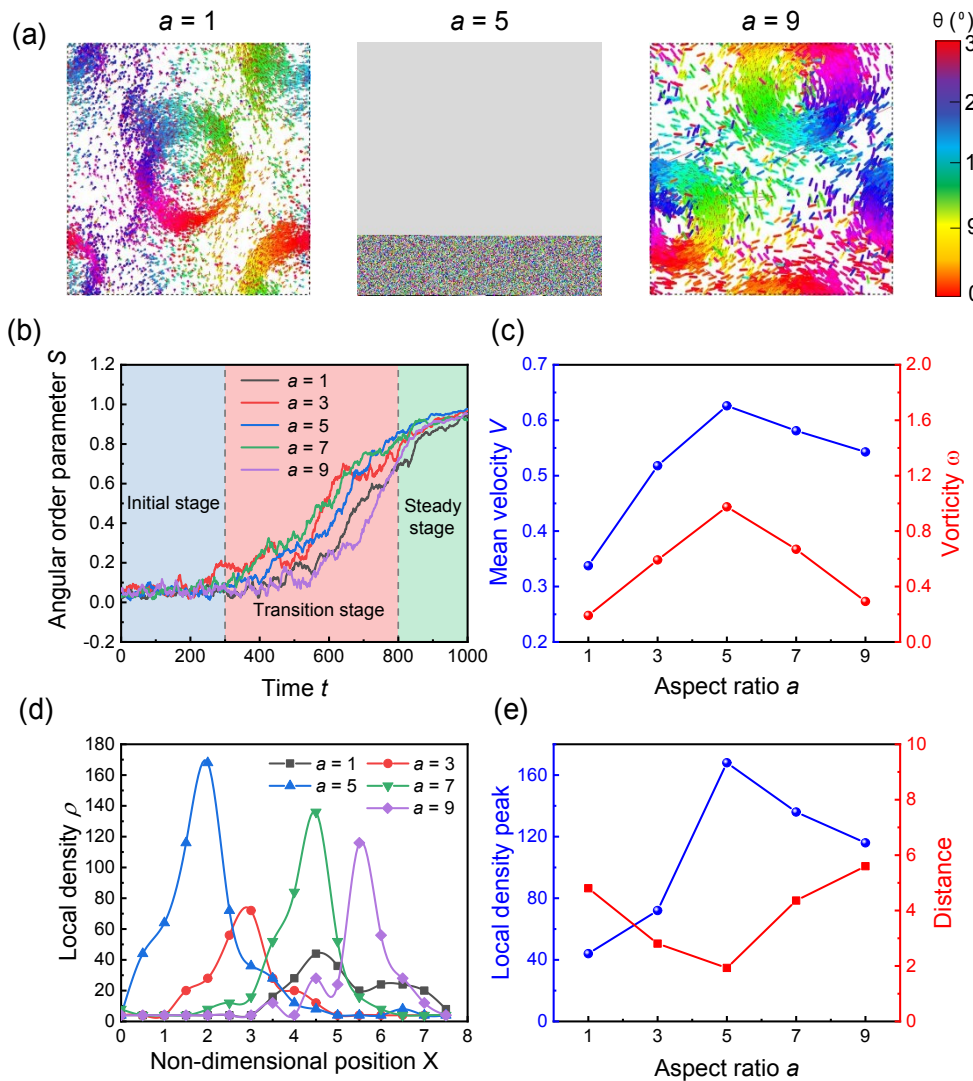 (a)
a = 1
a = 5
a = 9
θ (°)
3
2
1
9
0
(b)
Angular order parameter S
1.2
1.0
0.8
0.6
0.4
0.2
0.0
-0.2
a = 1
a = 3
a = 5
a = 7
a = 9
Initial stage
Transition stage
Steady
stage
0 200 400 600 800 1000
Time t
(c)
Mean velocity V
0.7
0.6
0.5
0.4
0.3
0.2
2.0
1.6
1.2
0.8
0.4
0.0
Vorticity ω
1 3 5 7 9
Aspect ratio a
(d)
Local density ρ
180
160
140
120
100
80
60
40
20
0
a = 1 a = 3
a = 5 a = 7
a = 9
0 1 2 3 4 5 6 7 8
Non-dimensional position X
(e)
Local density peak
160
120
80
40
0
10
8
6
4
2
0
Distance
1 3 5 7 9
Aspect ratio a